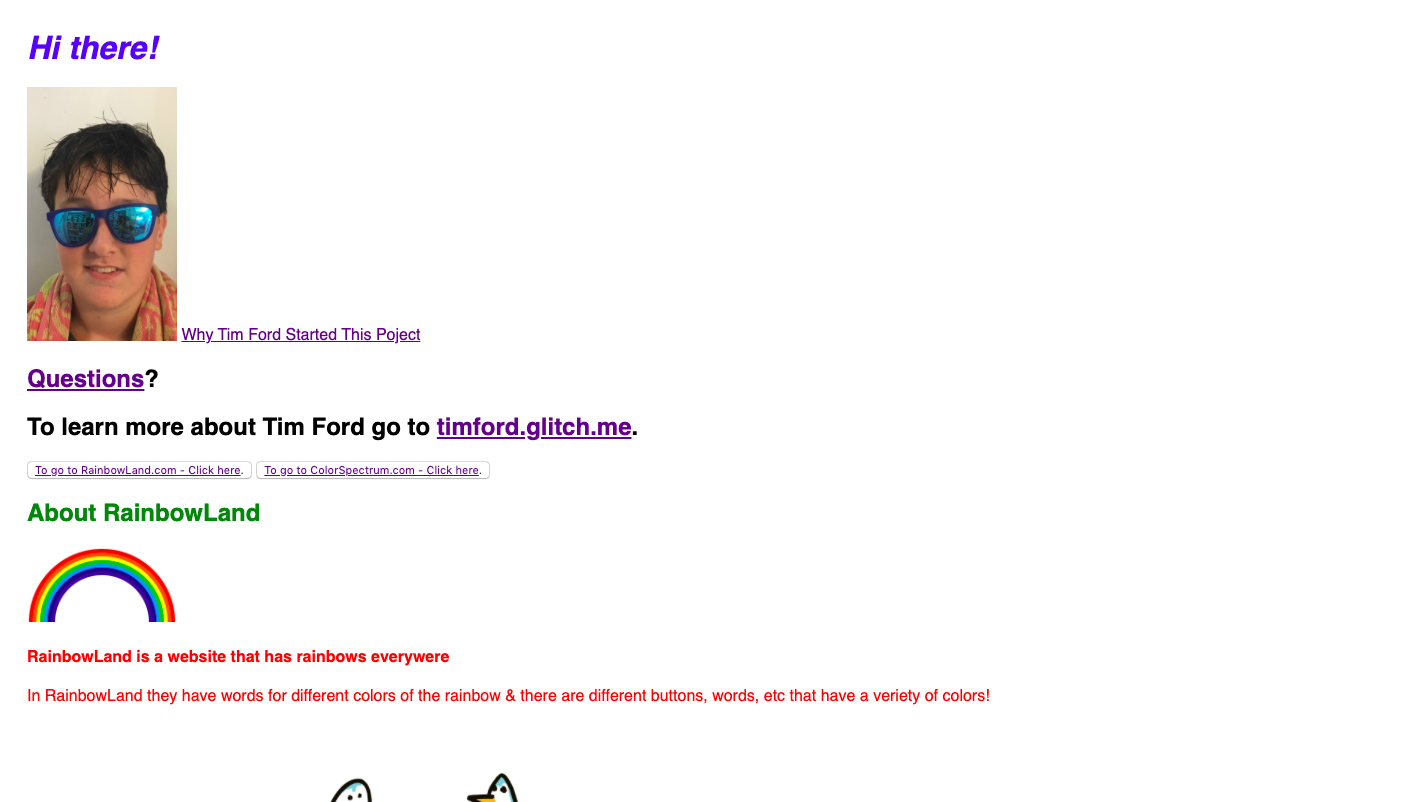 Hi there!
Why Tim Ford Started This Poject
Questions?
To learn more about Tim Ford go to timford.glitch.me.
To go to RainbowLand.com - Click here. To go to ColorSpectrum.com - Click here.
About RainbowLand
RainbowLand is a website that has rainbows everywere
In RainbowLand they have words for different colors of the rainbow & there are different buttons, words, etc that have a veriety of colors!